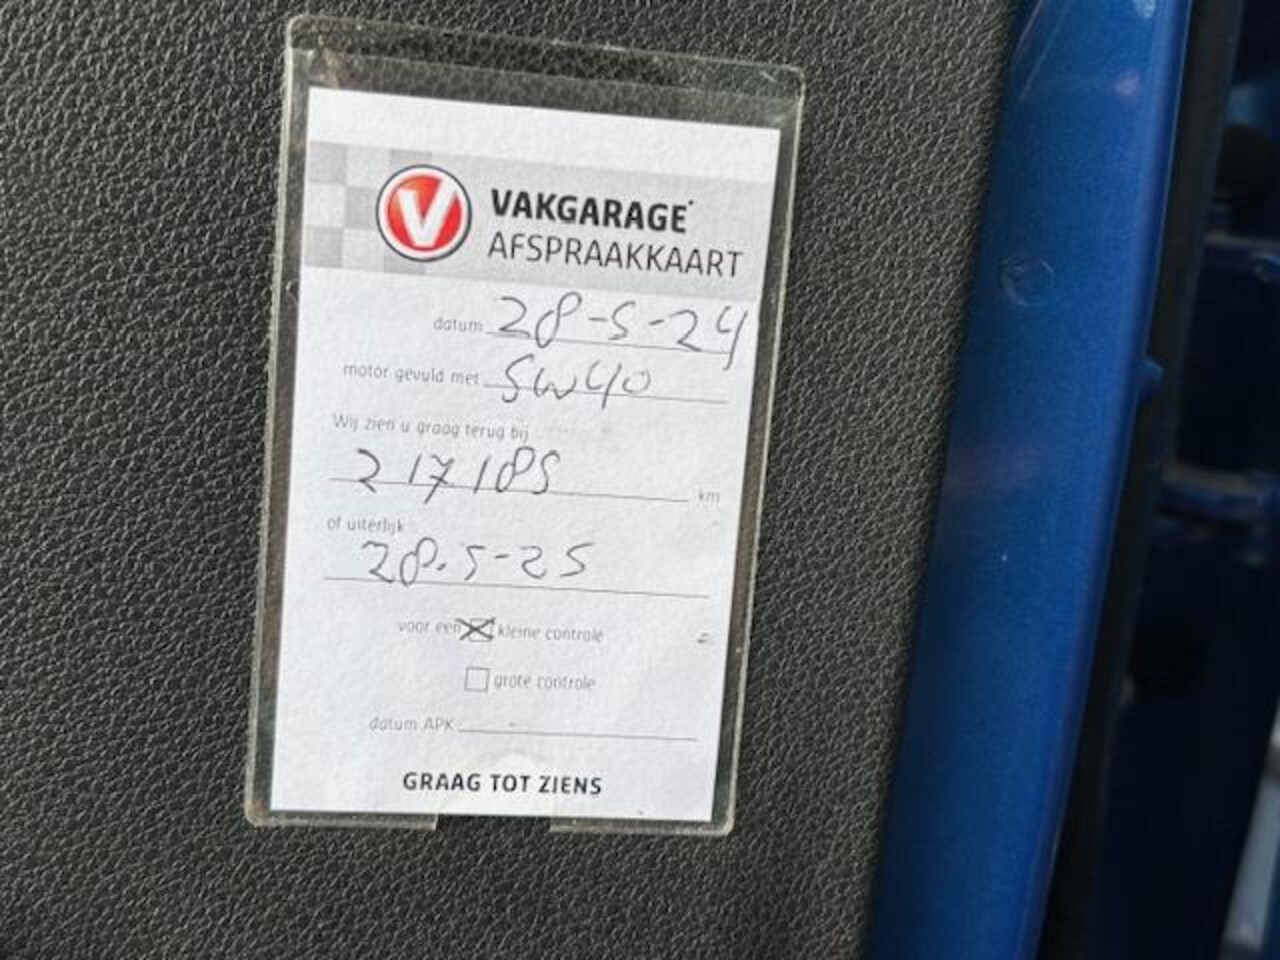 V
VAKGARAGE
AFSPRAAKKAART
datum 28-5-24
motor gevuld met 5W40
Wij zien u graag terug bij
217185 km
of uiterlijk
28-5-25
voor een kleine controle
grote controle
datum APK
GRAAG TOT ZIENS